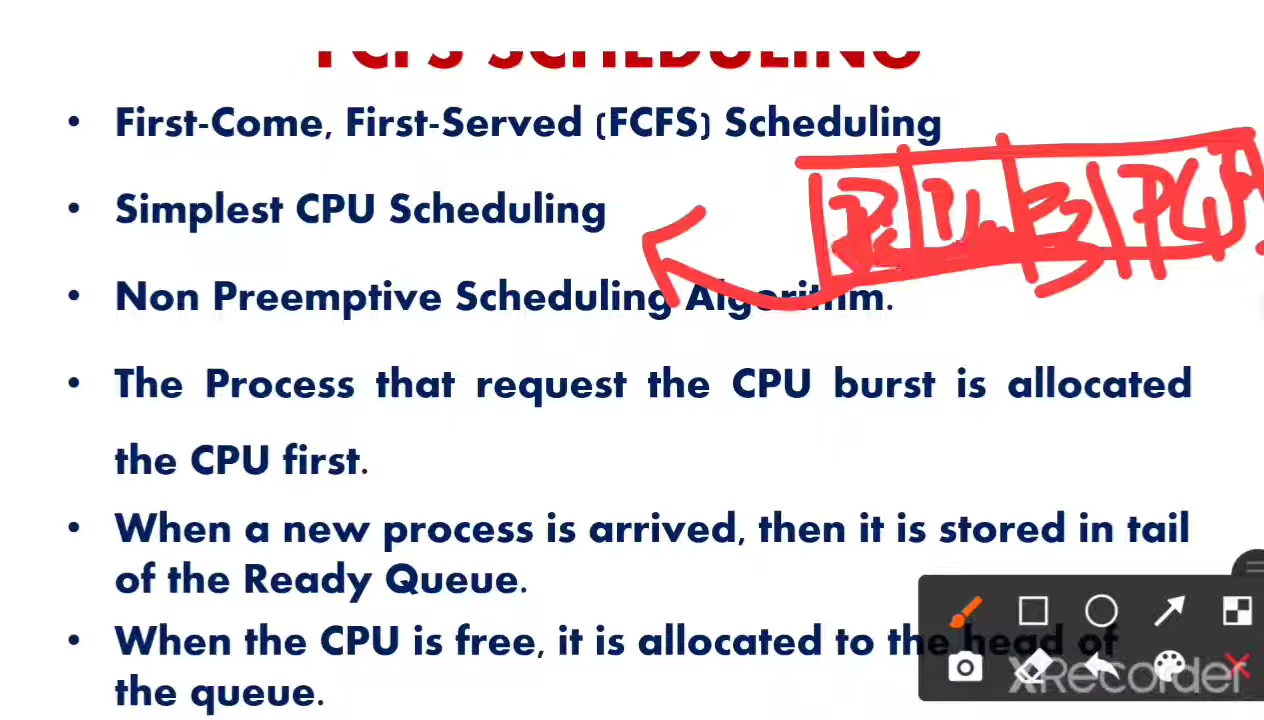 FCFS SCHEDULING
• First-Come, First-Served (FCFS) Scheduling
• Simplest CPU Scheduling
• Non Preemptive Scheduling Algorithm.
• The Process that request the CPU burst is allocated
the CPU first.
• When a new process is arrived, then it is stored in tail
of the Ready Queue.
• When the CPU is free, it is allocated to the head of
the queue.
XRecorder